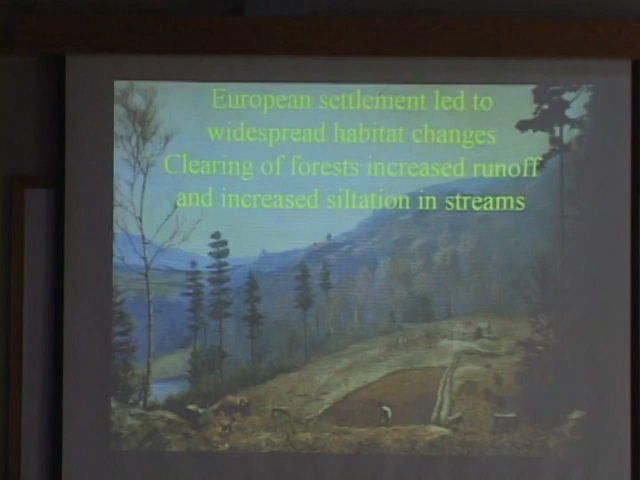 European settlement led to
widespread habitat changes
Clearing of forests increased runoff
and increased siltation in streams